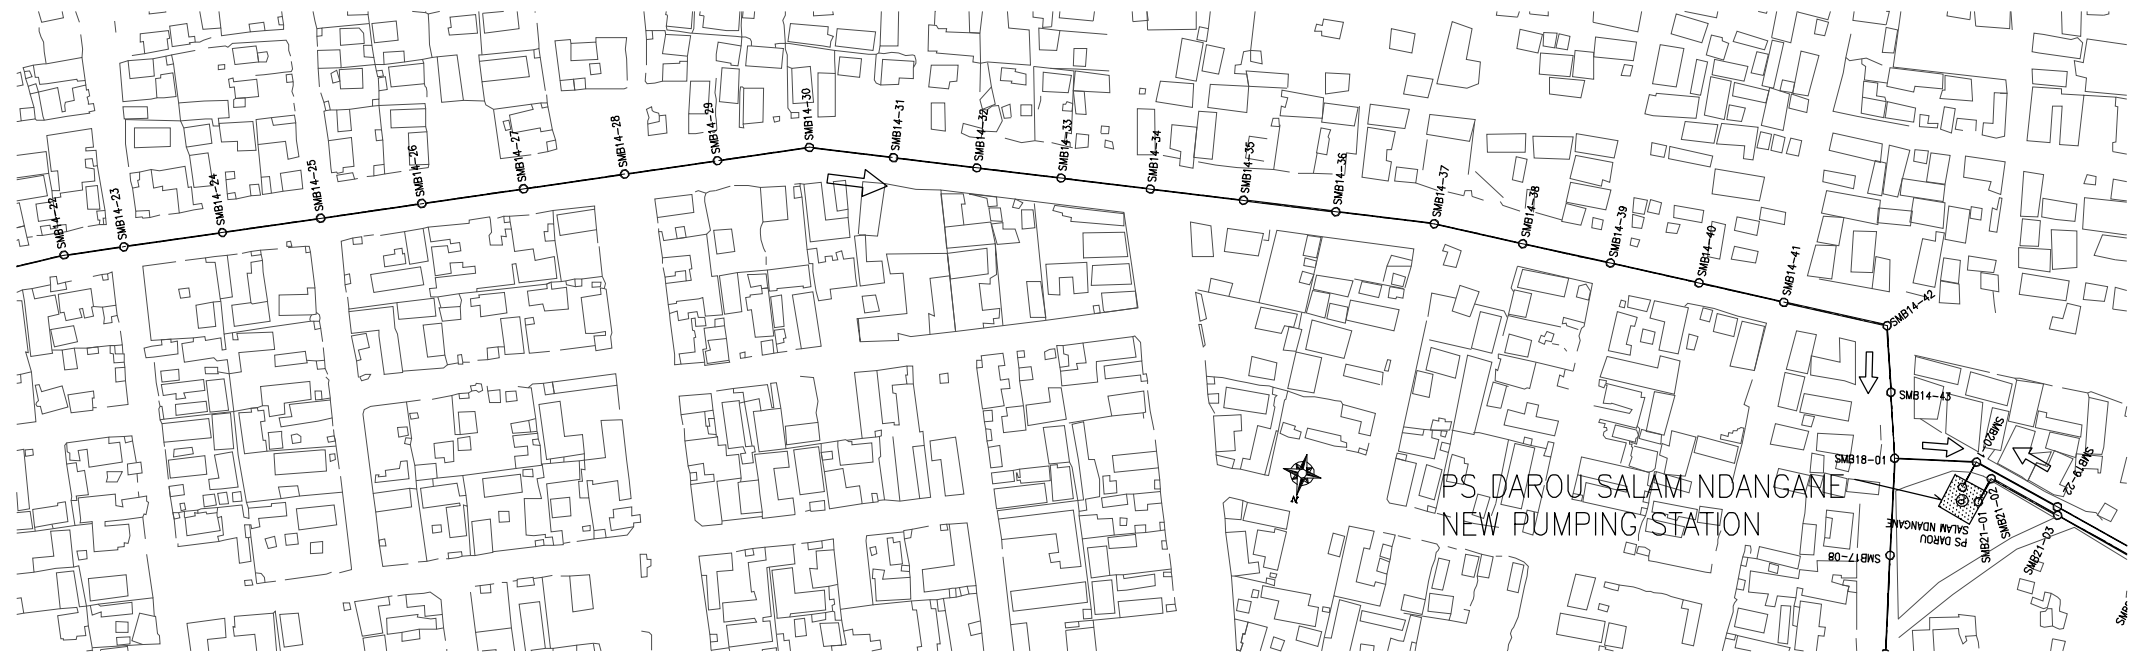 SMB14-22
SMB14-23
SMB14-24
SMB14-25
SMB14-26
SMB14-27
SMB14-28
SMB14-29
SMB14-30
SMB14-31
SMB14-32
SMB14-33
SMB14-34
SMB14-35
SMB14-36
SMB14-37
SMB14-38
SMB14-39
SMB14-40
SMB14-41
SMB14-42
SMB14-43
SMB18-01
SMB20-1
SMB19-22
PS DAROU SALAM NDANGANE
NEW PUMPING STATION
PS DAROU
SALAM NDANGANE
SMB21-01
SMB21-02
SMB21-03
SMB17-08
N